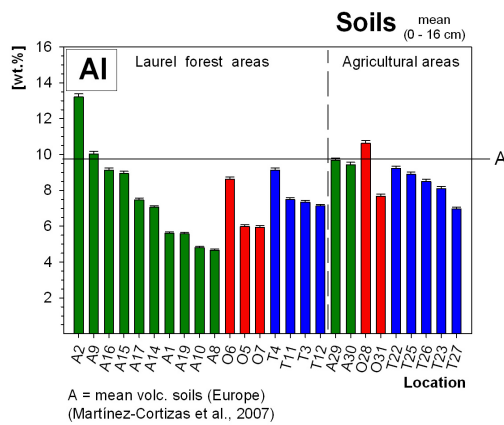 Soils mean
(0 - 16 cm)
[wt.%]
Al
Laurel forest areas
Agricultural areas
16
14
12
10
8
6
4
2
A
A2 A9 A16 A15 A17 A14 A1 A19 A10 A8 O6 O5 O7 T4 T11 T3 T12 A29 A30 O28 O31 T22 T25 T26 T23 T27
Location
A = mean volc. soils (Europe)
(Martínez-Cortizas et al., 2007)